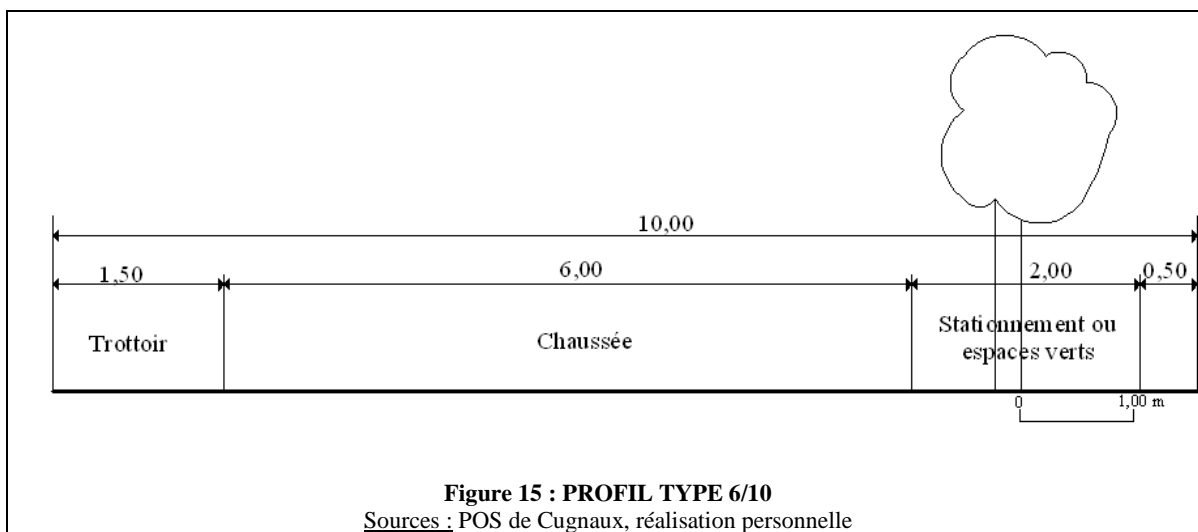 10,00
1,50
6,00
2,00
0,50
Trottoir
Chaussée
Stationnement ou
espaces verts
0
1,00 m
Figure 15 : PROFIL TYPE 6/10
Sources : POS de Cugnaux, réalisation personnelle